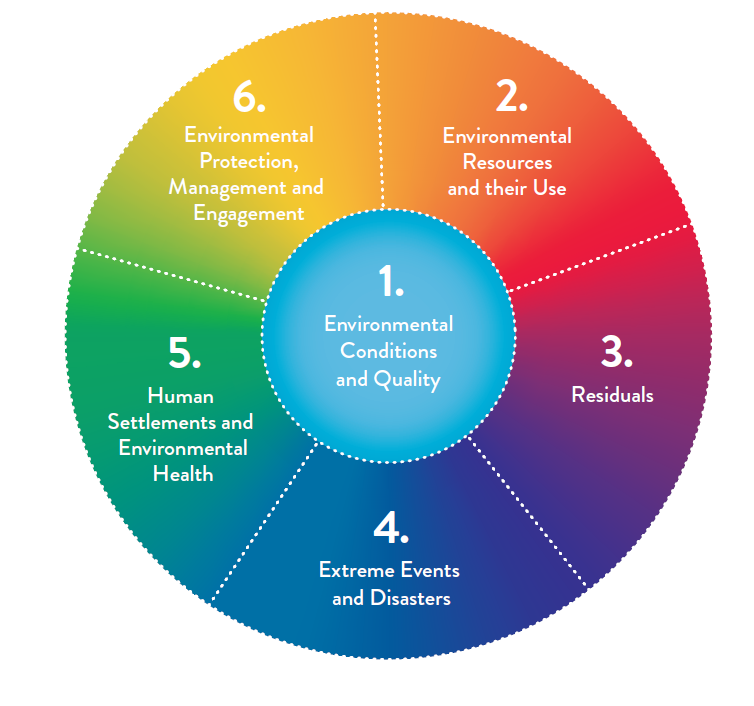 1.
Environmental
Conditions
and Quality
2.
Environmental
Resources
and their Use
3.
Residuals
4.
Extreme Events
and Disasters
5.
Human
Settlements and
Environmental
Health
6.
Environmental
Protection,
Management and
Engagement